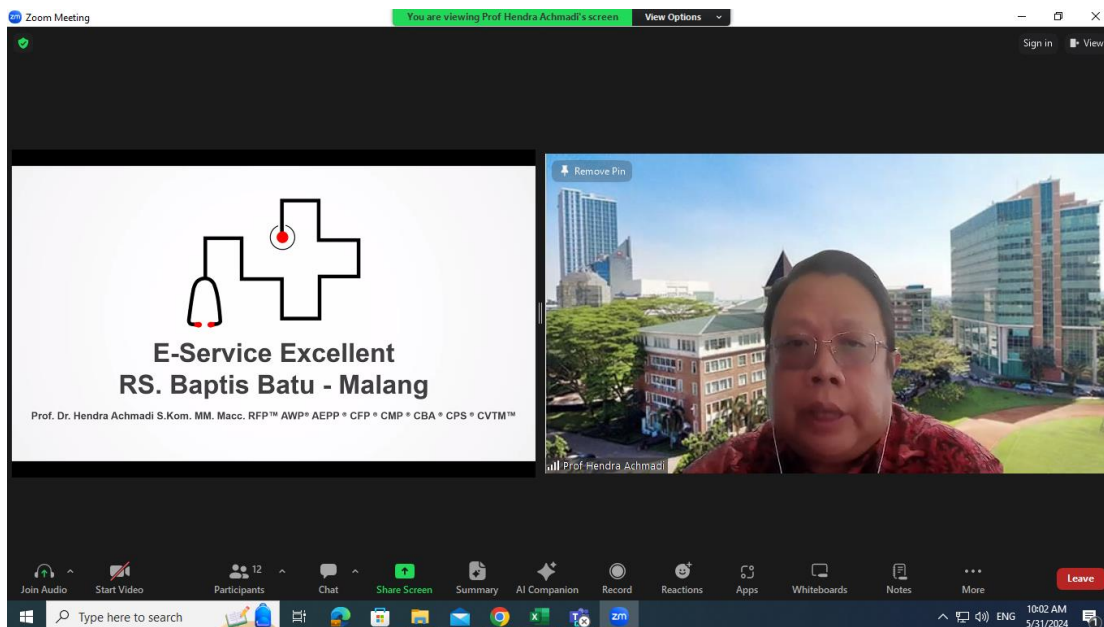 zm Zoom Meeting
You are viewing Prof Hendra Achmadi's screen View Options
Sign in View
Remove Pin
E-Service Excellent
RS. Baptis Batu - Malang
Prof. Dr. Hendra Achmadi S.Kom. MM. Macc. RFP™ AWP® AEPP ® CFP ® CMP ® CBA ® CPS ® CVTM™
Prof Hendra Achmadi
12
Join Audio Start Video Participants Chat Share Screen Summary AI Companion Record Reactions Apps Whiteboards Notes More Leave
Type here to search zm ENG 10:02 AM
5/31/2024 1